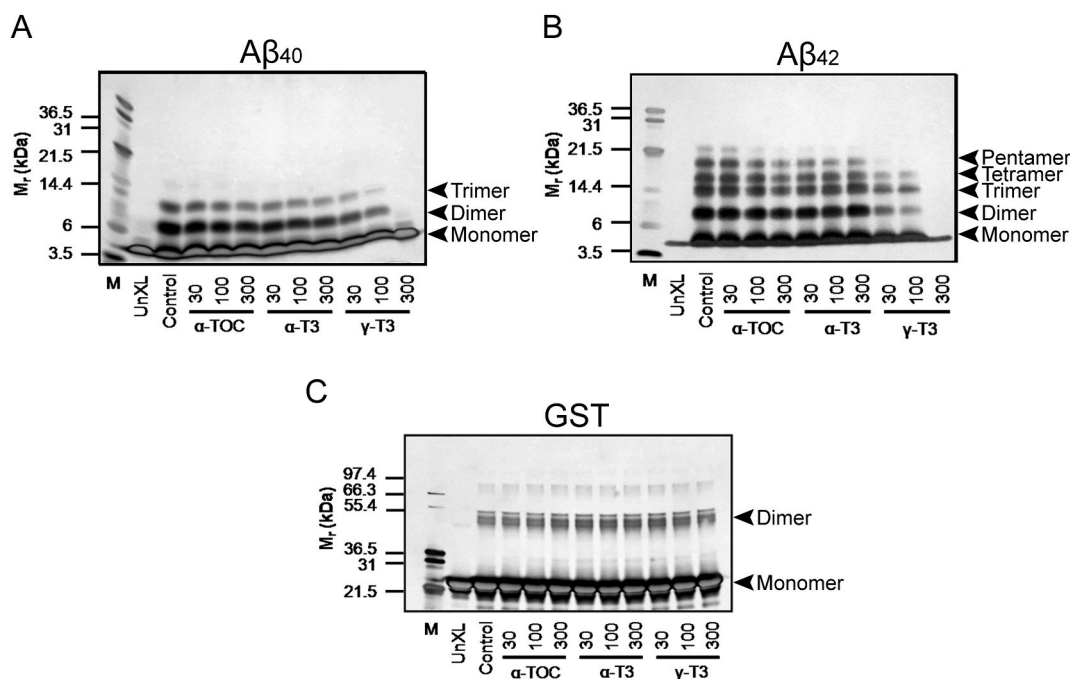 A
Aβ40
36.5
31
21.5
14.4
6
3.5
Mr (kDa)
Trimer
Dimer
Monomer
M
UnXL
Control
30
100
300
30
100
300
30
100
300
α-TOC
α-T3
γ-T3
B
Aβ42
36.5
31
21.5
14.4
6
3.5
Mr (kDa)
Pentamer
Tetramer
Trimer
Dimer
Monomer
M
UnXL
Control
30
100
300
30
100
300
30
100
300
α-TOC
α-T3
γ-T3
C
GST
97.4
66.3
55.4
36.5
31
21.5
Mr (kDa)
Dimer
Monomer
M
UnXL
Control
30
100
300
30
100
300
30
100
300
α-TOC
α-T3
γ-T3